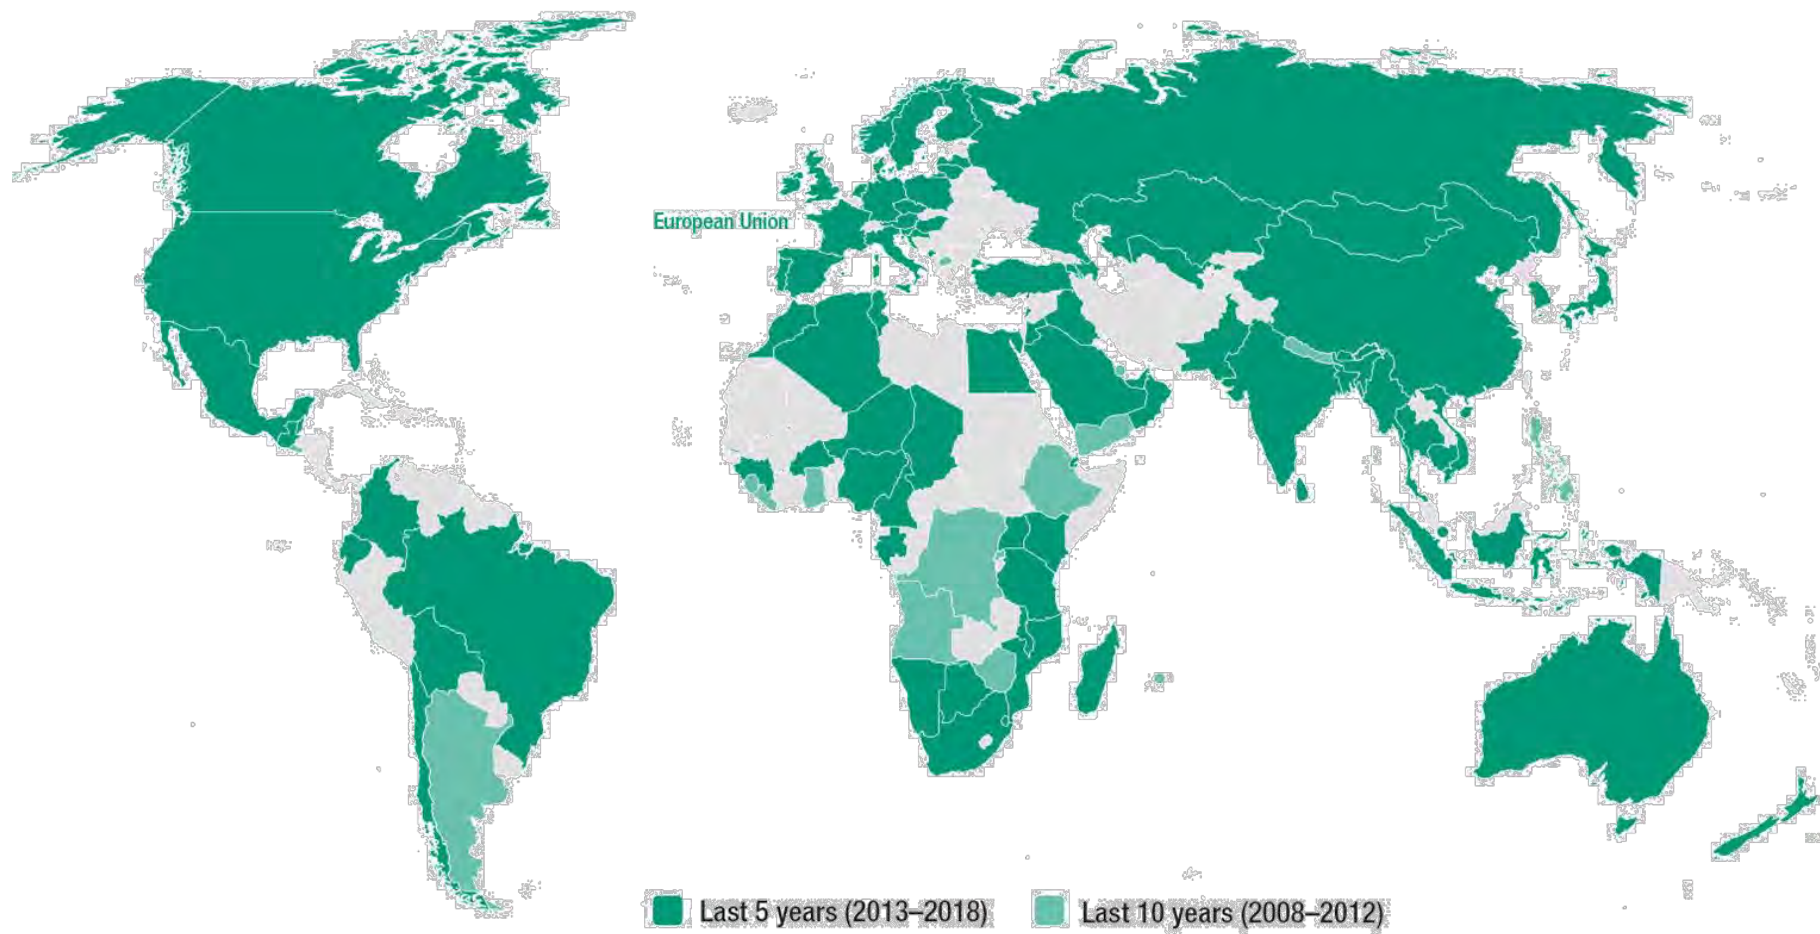 European Union
Last 5 years (2013–2018)
Last 10 years (2008–2012)